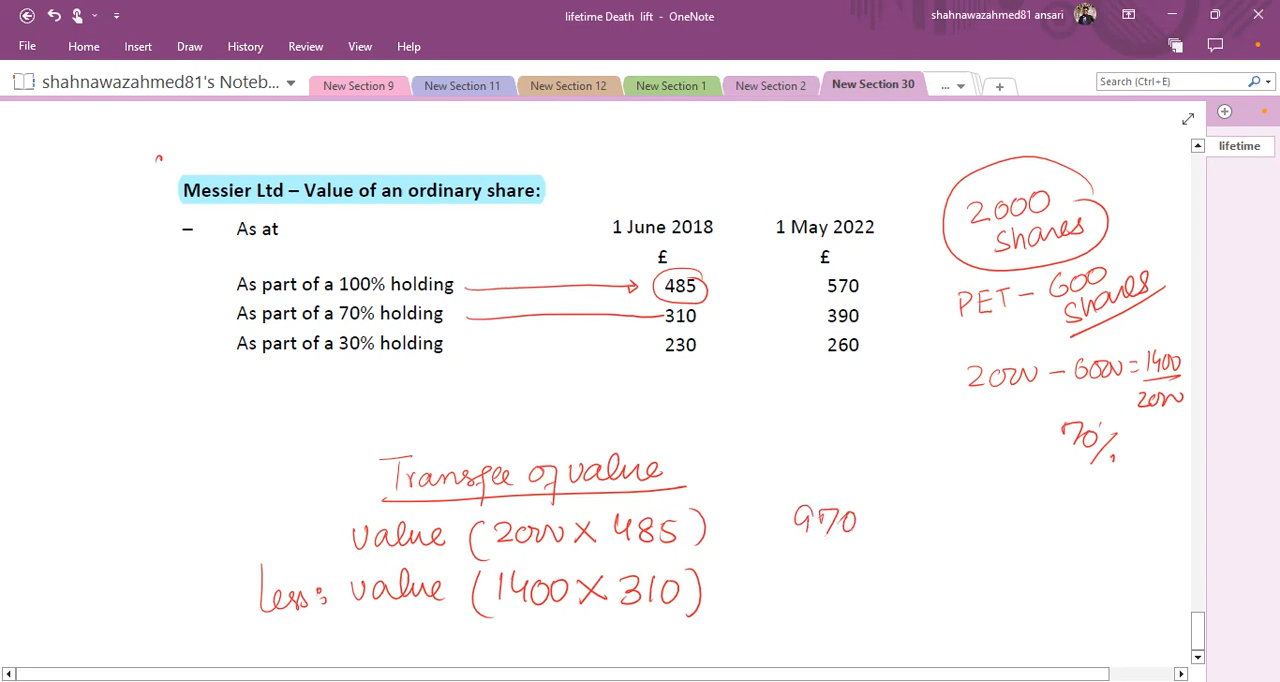 lifetime Death lift - OneNote
shahnawazahmed81 ansari
File Home Insert Draw History Review View Help
shahnawazahmed81's Noteb...
New Section 9 New Section 11 New Section 12 New Section 1 New Section 2 New Section 30 ...
Search (Ctrl+E)
lifetime
Messier Ltd – Value of an ordinary share:
– As at 1 June 2018 1 May 2022
£ £
As part of a 100% holding 485 570
As part of a 70% holding 310 390
As part of a 30% holding 230 260
2000
shares
PET - 600
shares
2000 - 600 = 1400
2000
70%
Transfer of value
value (2000 X 485) 970
Less: value (1400 X 310)